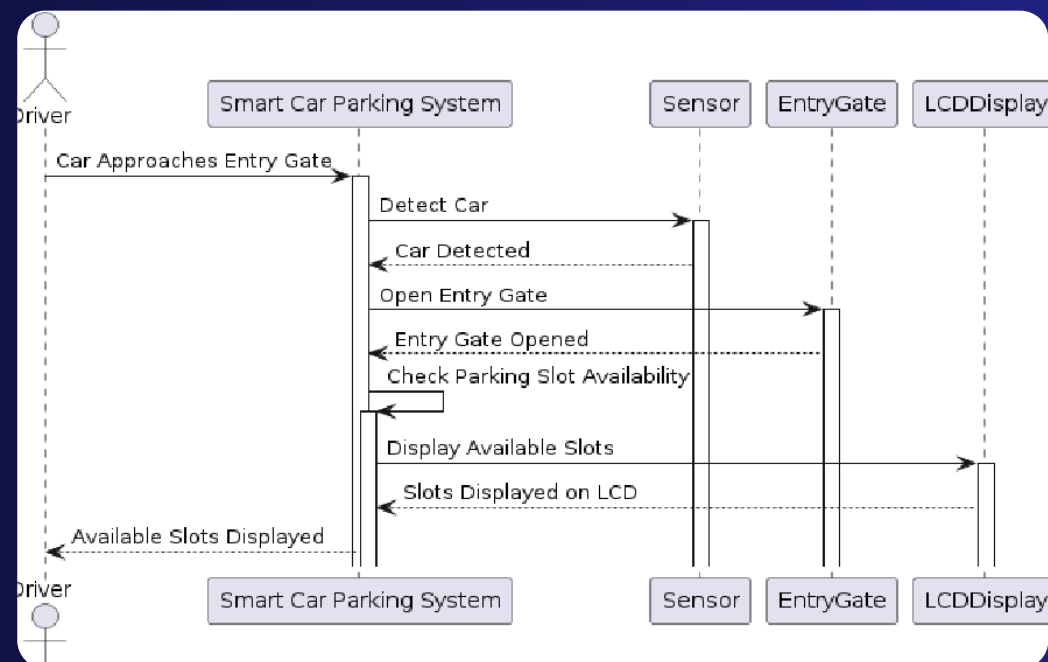 Smart Car Parking System
Sensor
EntryGate
LCDDisplay
Driver
Car Approaches Entry Gate
Detect Car
Car Detected
Open Entry Gate
Entry Gate Opened
Check Parking Slot Availability
Display Available Slots
Slots Displayed on LCD
Available Slots Displayed
Driver
Smart Car Parking System
Sensor
EntryGate
LCDDisplay